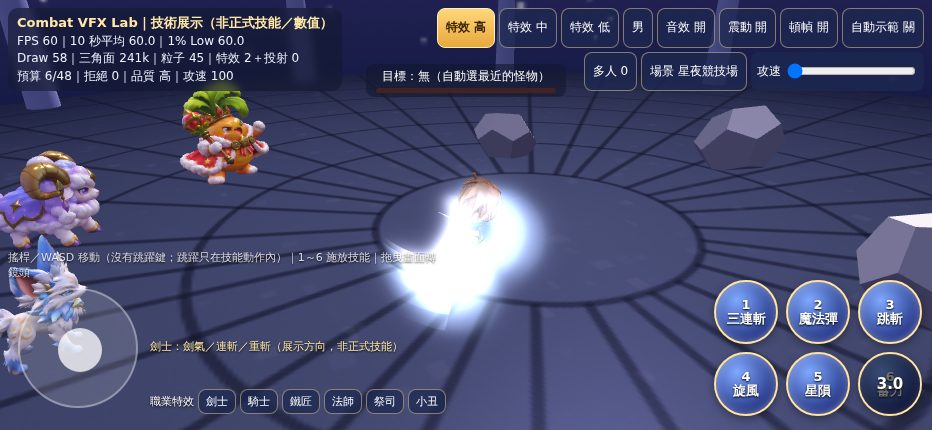 Combat VFX Lab｜技術展示（非正式技能／數值）
FPS 60｜10 秒平均 60.0｜1% Low 60.0
Draw 58｜三角面 241k｜粒子 45｜特效 2＋投射 0
預算 6/48｜拒絕 0｜品質 高｜攻速 100
特效 高
特效 中
特效 低
男
音效 開
震動 開
頓幀 開
自動示範 關
目標：無（自動選最近的怪物）
多人 0
場景 星夜競技場
攻速
搖桿／WASD 移動（沒有跳躍鍵；跳躍只在技能動作內）｜1～6 施放技能｜拖曳畫面轉
鏡頭
1
三連斬
2
魔法彈
3
跳斬
劍士：劍氣／連斬／重斬（展示方向，非正式技能）
4
旋風
5
星隕
6
3.0
蓄力
職業特效
劍士
騎士
鐵匠
法師
祭司
小丑